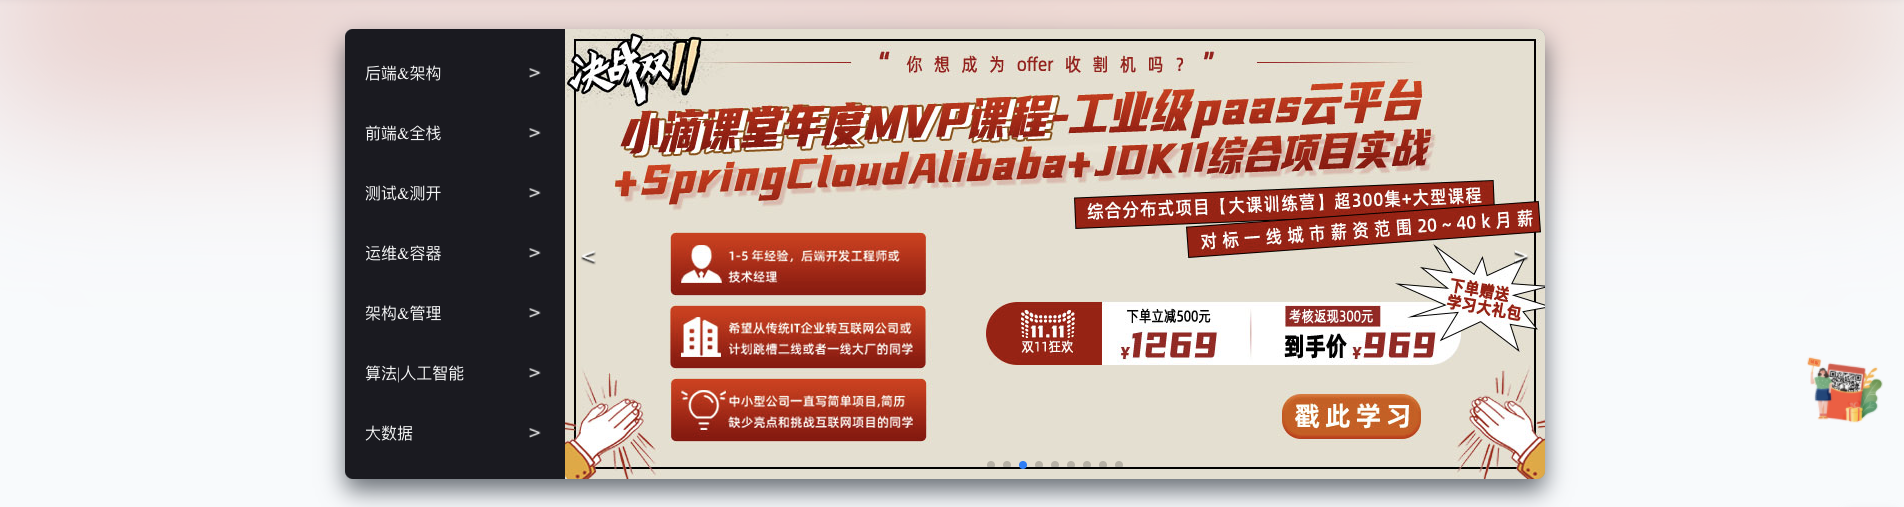 后端&架构 >
前端&全栈 >
测试&测开 >
运维&容器 >
架构&管理 >
算法|人工智能 >
大数据 >
决战双11
“ 你想成为offer收割机吗？ ”
小滴课堂年度MVP课程-工业级paas云平台
+SpringCloudAlibaba+JDK11综合项目实战
综合分布式项目【大课训练营】超300集+大型课程
对标一线城市薪资范围20~40k月薪
<
>
1-5 年经验，后端开发工程师或
技术经理
希望从传统IT企业转互联网公司或
计划跳槽二线或者一线大厂的同学
中小型公司一直写简单项目,简历
缺少亮点和挑战互联网项目的同学
下单赠送
学习大礼包
11.11
双11狂欢
下单立减500元
¥1269
考核返现300元
到手价 ¥969
戳此学习